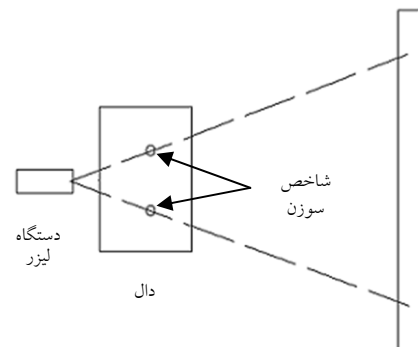 شاخص
سوزن
دستگاه
لیزر
دال